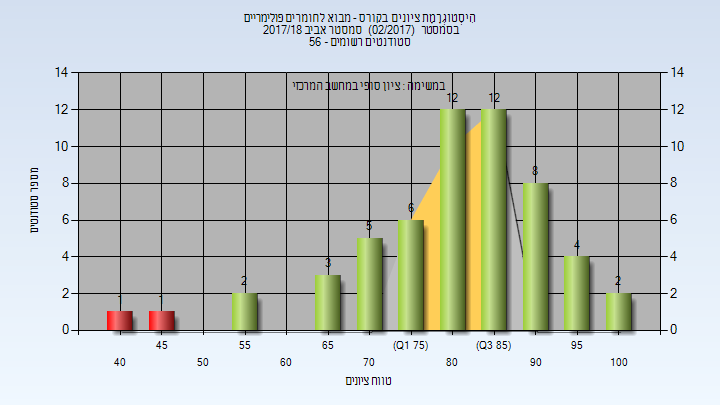 היסטוגרמת ציונים בקורס - מבוא לחומרים פולימריים
בסמסטר (02/2017) סמסטר אביב 2017/18
סטודנטים רשומים - 56
במשימה : ציון סופי במחשב המרכזי
מספר סטודנטים
14 14
12 12
10 10
8 8
6 6
4 4
2 2
0 0
1 1 2 3 5 6 12 12 8 4 2
45 55 65 (Q1 75) (Q3 85) 95
40 50 60 70 80 90 100
טווח ציונים